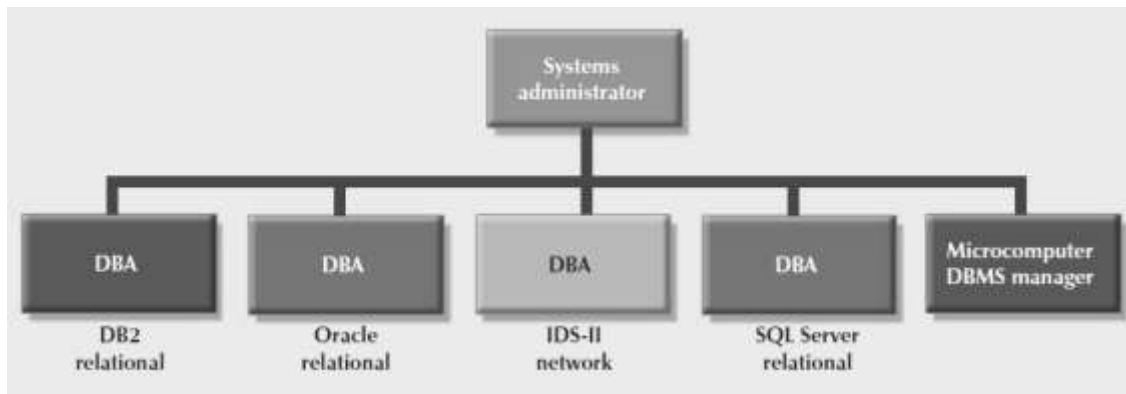 Systems
administrator
DBA
DB2
relational
DBA
Oracle
relational
DBA
IDS-II
network
DBA
SQL Server
relational
Microcomputer
DBMS manager